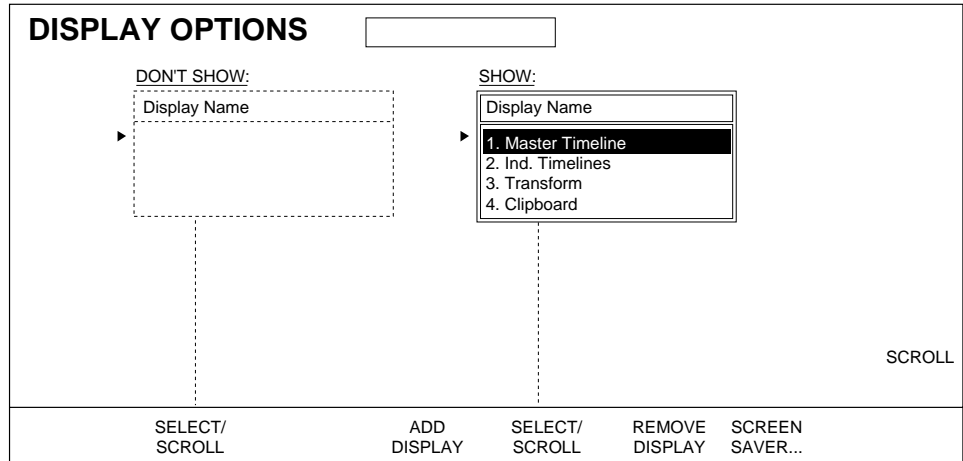 DISPLAY OPTIONS
DON'T SHOW:
Display Name
SHOW:
Display Name
1. Master Timeline
2. Ind. Timelines
3. Transform
4. Clipboard
SCROLL
SELECT/
SCROLL
ADD
DISPLAY
SELECT/
SCROLL
REMOVE
DISPLAY
SCREEN
SAVER...